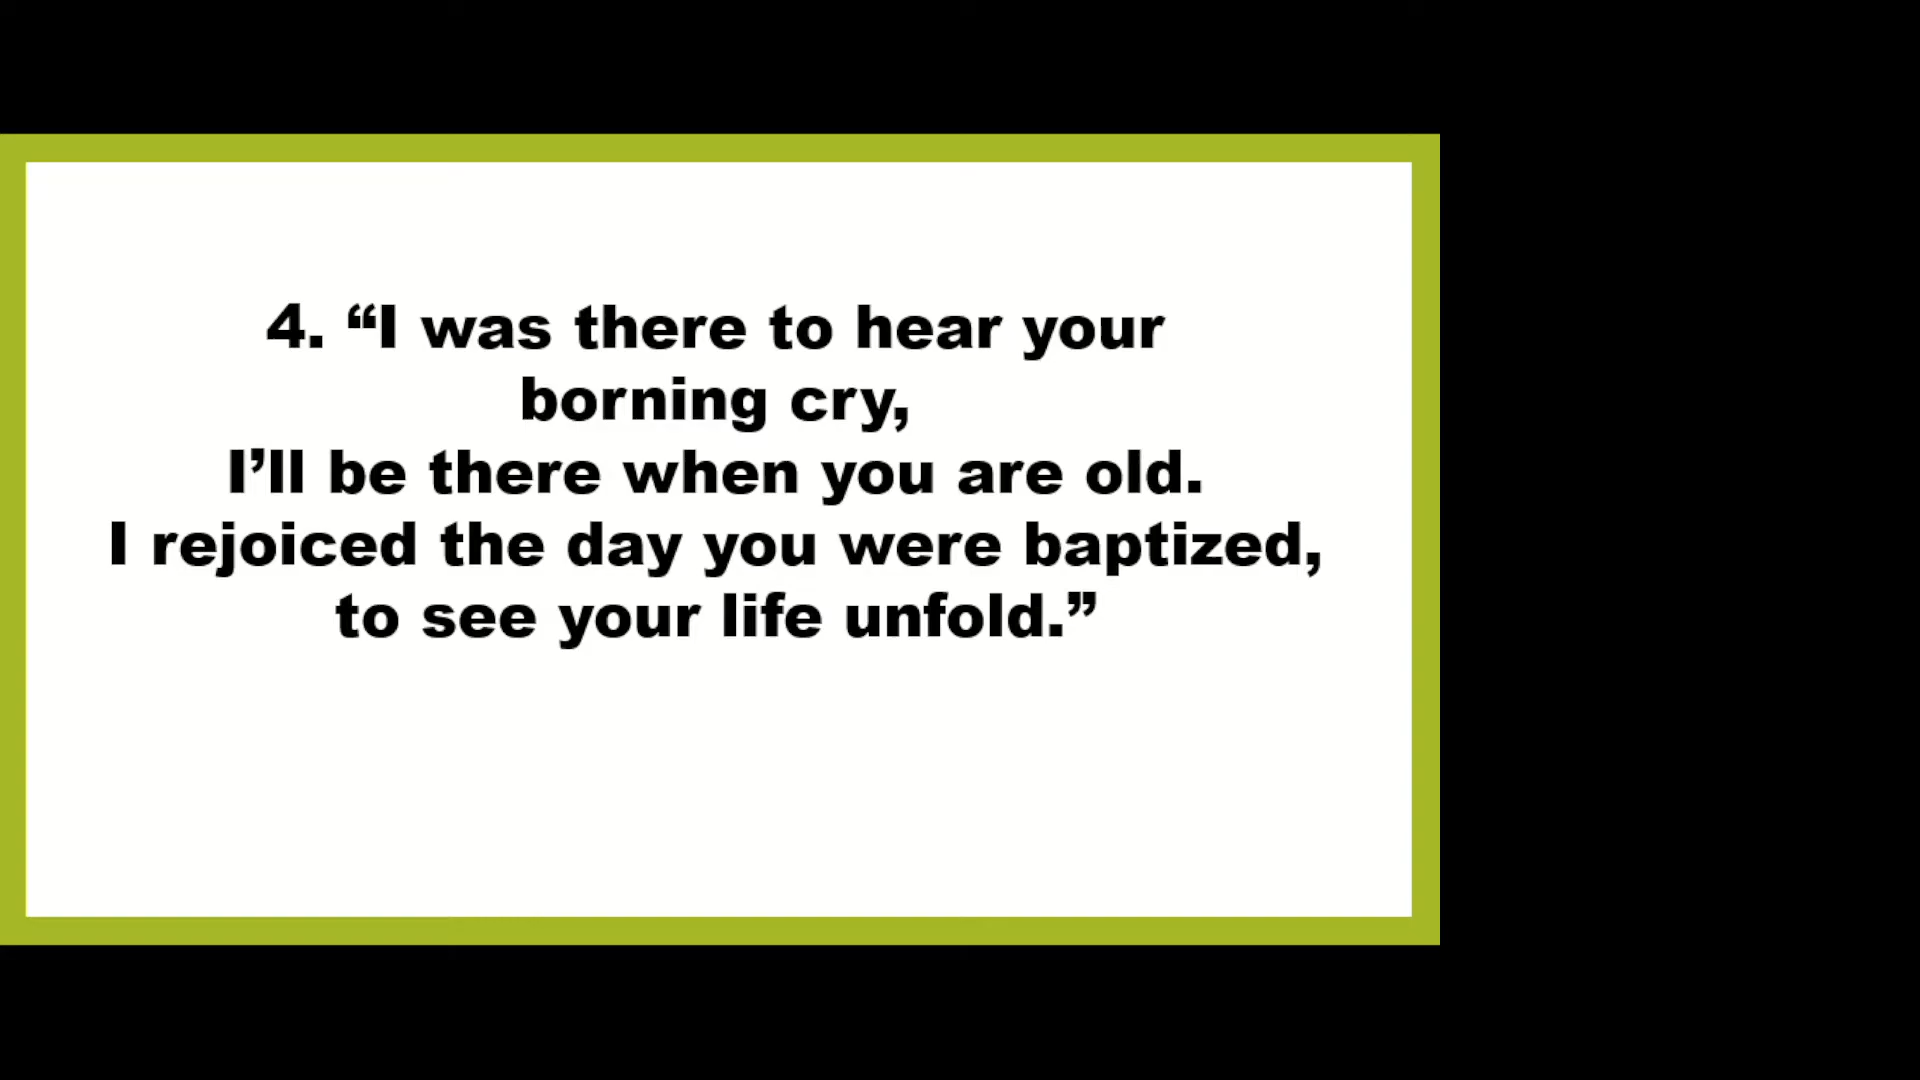 4. “I was there to hear your
borning cry,
I’ll be there when you are old.
I rejoiced the day you were baptized,
to see your life unfold.”